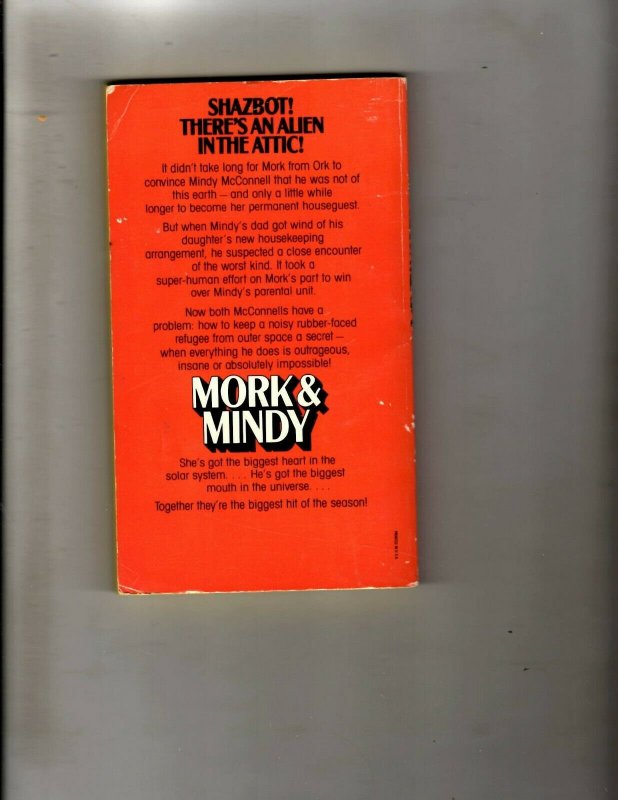 SHAZBOT!
THERE'S AN ALIEN
IN THE ATTIC!
It didn't take long for Mork from Ork to
convince Mindy McConnell that he was not of
this earth — and only a little while
longer to become her permanent houseguest.
But when Mindy's dad got wind of his
daughter's new housekeeping
arrangement, he suspected a close encounter
of the worst kind. It took a
super-human effort on Mork's part to win
over Mindy's parental unit.
Now both McConnells have a
problem: how to keep a noisy rubber-faced
refugee from outer space a secret —
when everything he does is outrageous,
insane or absolutely impossible!
MORK &
MINDY
She's got the biggest heart in the
solar system. . . . He's got the biggest
mouth in the universe. . . .
Together they're the biggest hit of the season!
PRINTED IN U.S.A.